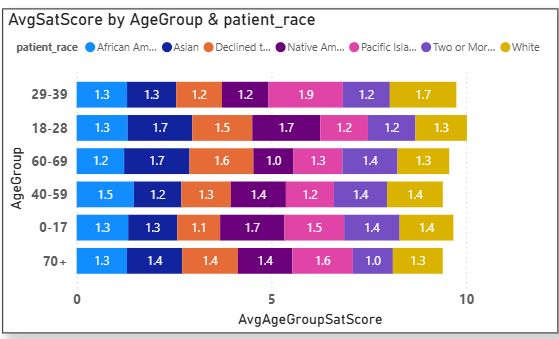 AvgSatScore by AgeGroup & patient_race
patient_race African Am... Asian Declined t... Native Am... Pacific Isla... Two or Mor... White
AgeGroup
29-39 1.3 1.3 1.2 1.2 1.9 1.2 1.7
18-28 1.3 1.7 1.5 1.7 1.2 1.2 1.3
60-69 1.2 1.7 1.6 1.0 1.3 1.4 1.3
40-59 1.5 1.2 1.3 1.4 1.2 1.4 1.4
0-17 1.3 1.3 1.1 1.7 1.5 1.4 1.4
70+ 1.3 1.4 1.4 1.4 1.6 1.0 1.3
0 5 10
AvgAgeGroupSatScore